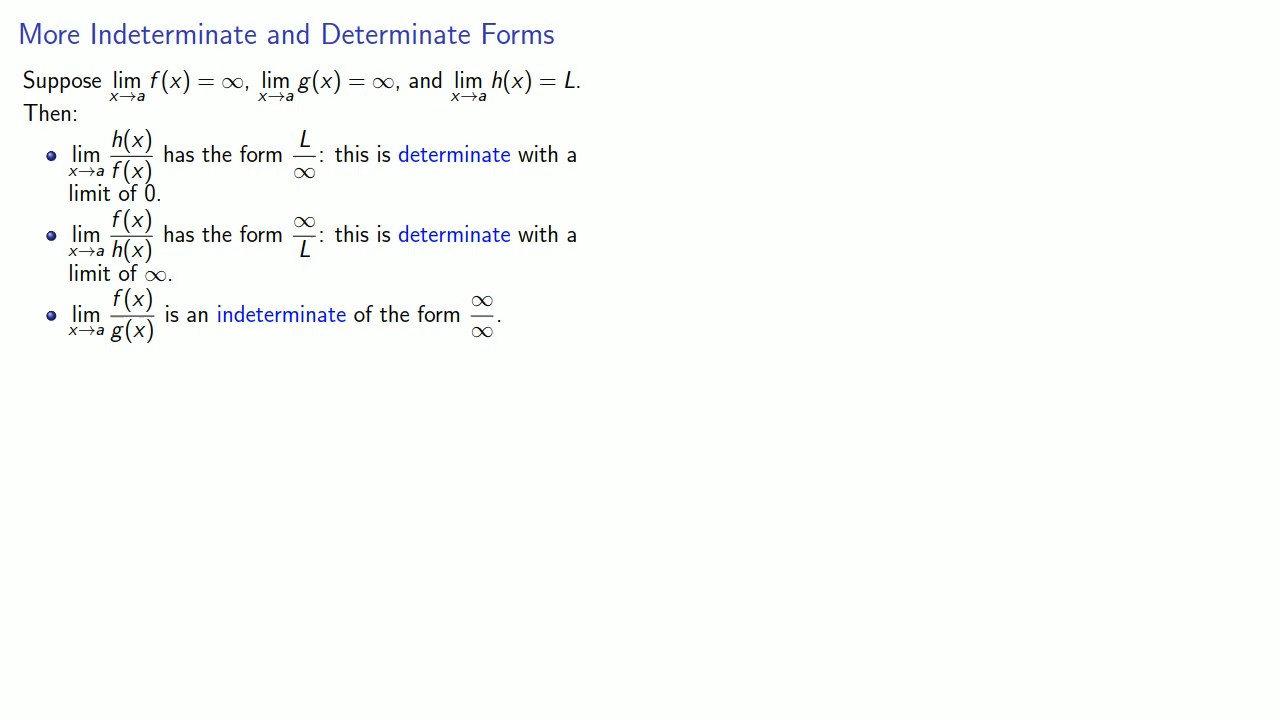 More Indeterminate and Determinate Forms
Suppose lim_{x→a} f(x) = ∞, lim_{x→a} g(x) = ∞, and lim_{x→a} h(x) = L.
Then:
• lim_{x→a} h(x)/f(x) has the form L/∞: this is determinate with a
limit of 0.
• lim_{x→a} f(x)/h(x) has the form ∞/L: this is determinate with a
limit of ∞.
• lim_{x→a} f(x)/g(x) is an indeterminate of the form ∞/∞.